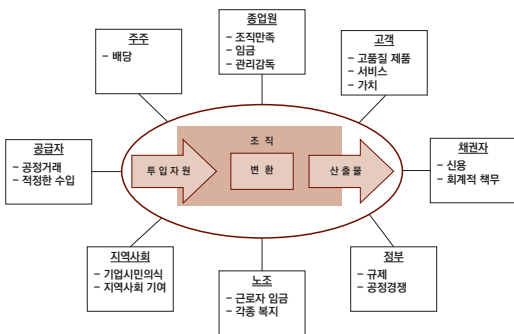 종업원
– 조직만족
– 임금
– 관리감독
주주
– 배당
고객
– 고품질 제품
– 서비스
– 가치
공급자
– 공정거래
– 적정한 수입
조 직
투입자원
변 환
산출물
채권자
– 신용
– 회계적 책무
지역사회
– 기업시민의식
– 지역사회 기여
노조
– 근로자 임금
– 각종 복지
정부
– 규제
– 공정경쟁